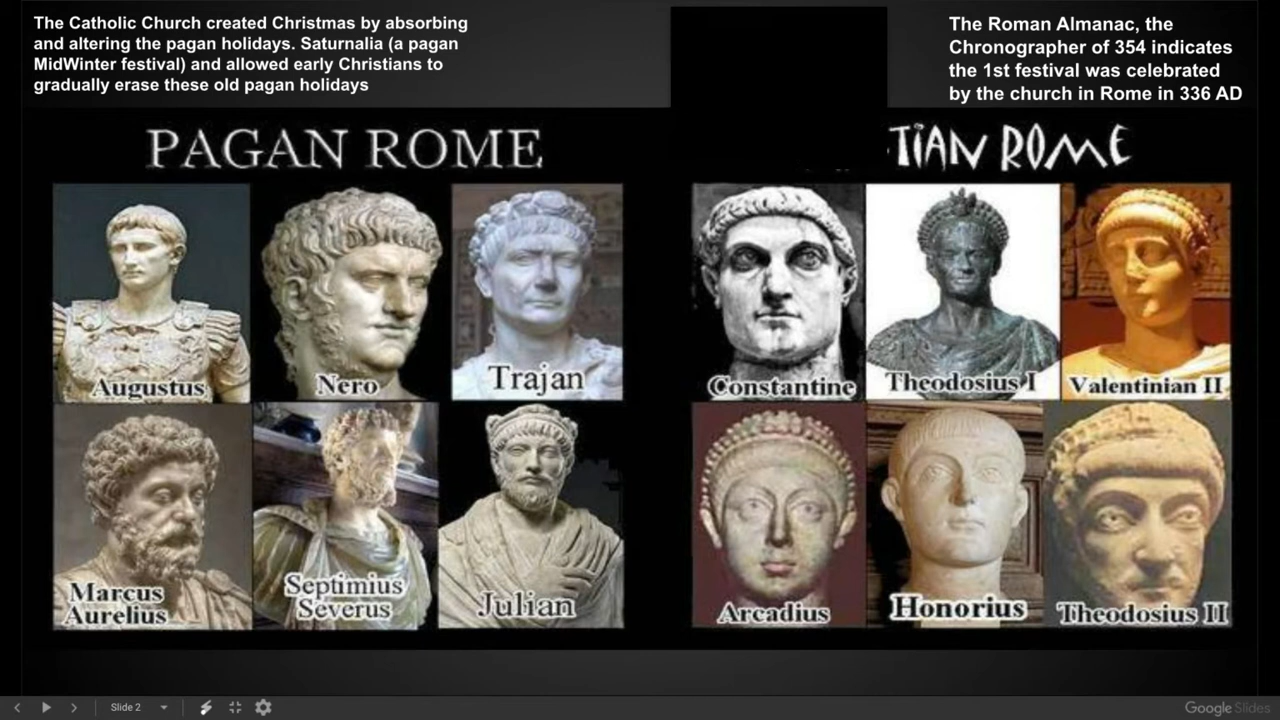 The Catholic Church created Christmas by absorbing
and altering the pagan holidays. Saturnalia (a pagan
MidWinter festival) and allowed early Christians to
gradually erase these old pagan holidays
The Roman Almanac, the
Chronographer of 354 indicates
the 1st festival was celebrated
by the church in Rome in 336 AD
PAGAN ROME
TIAN ROME
Augustus
Nero
Trajan
Constantine
Theodosius I
Valentinian II
Marcus
Aurelius
Septimius
Severus
Julian
Arcadius
Honorius
Theodosius II
Slide 2
Google Slides